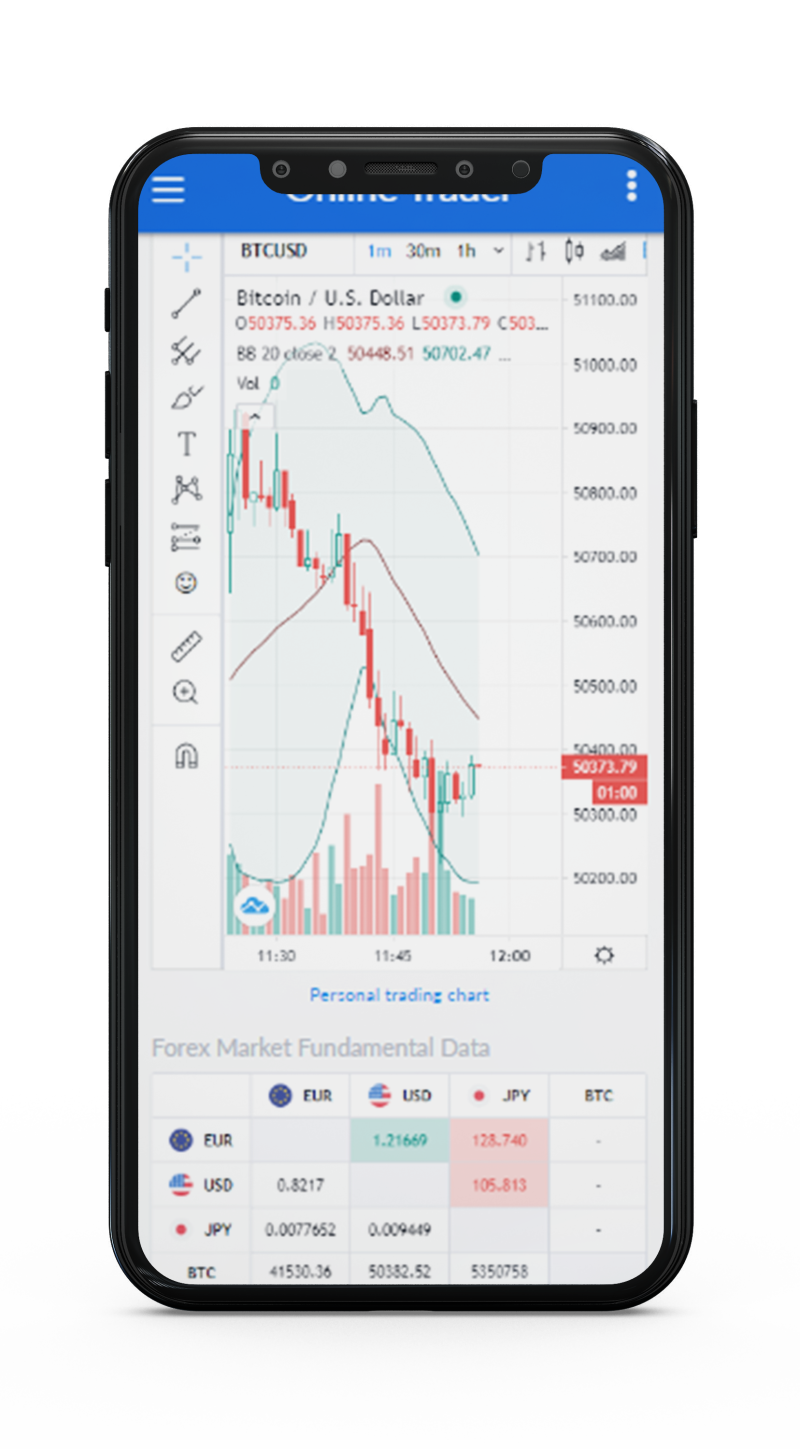 Online Trader
BTCUSD 1m 30m 1h
Bitcoin / U.S. Dollar
O50375.36 H50375.36 L50373.79 C503...
BB 20 close 2 50448.51 50702.47 ...
Vol 0
51100.00
51000.00
50900.00
50800.00
50700.00
50600.00
50500.00
50400.00
50373.79
01:00
50300.00
50200.00
11:30 11:45 12:00
Personal trading chart
Forex Market Fundamental Data
EUR USD JPY BTC
EUR 1.21669 128.740 -
USD 0.8217 105.813 -
JPY 0.0077652 0.009449 -
BTC 41530.36 50382.52 5350758